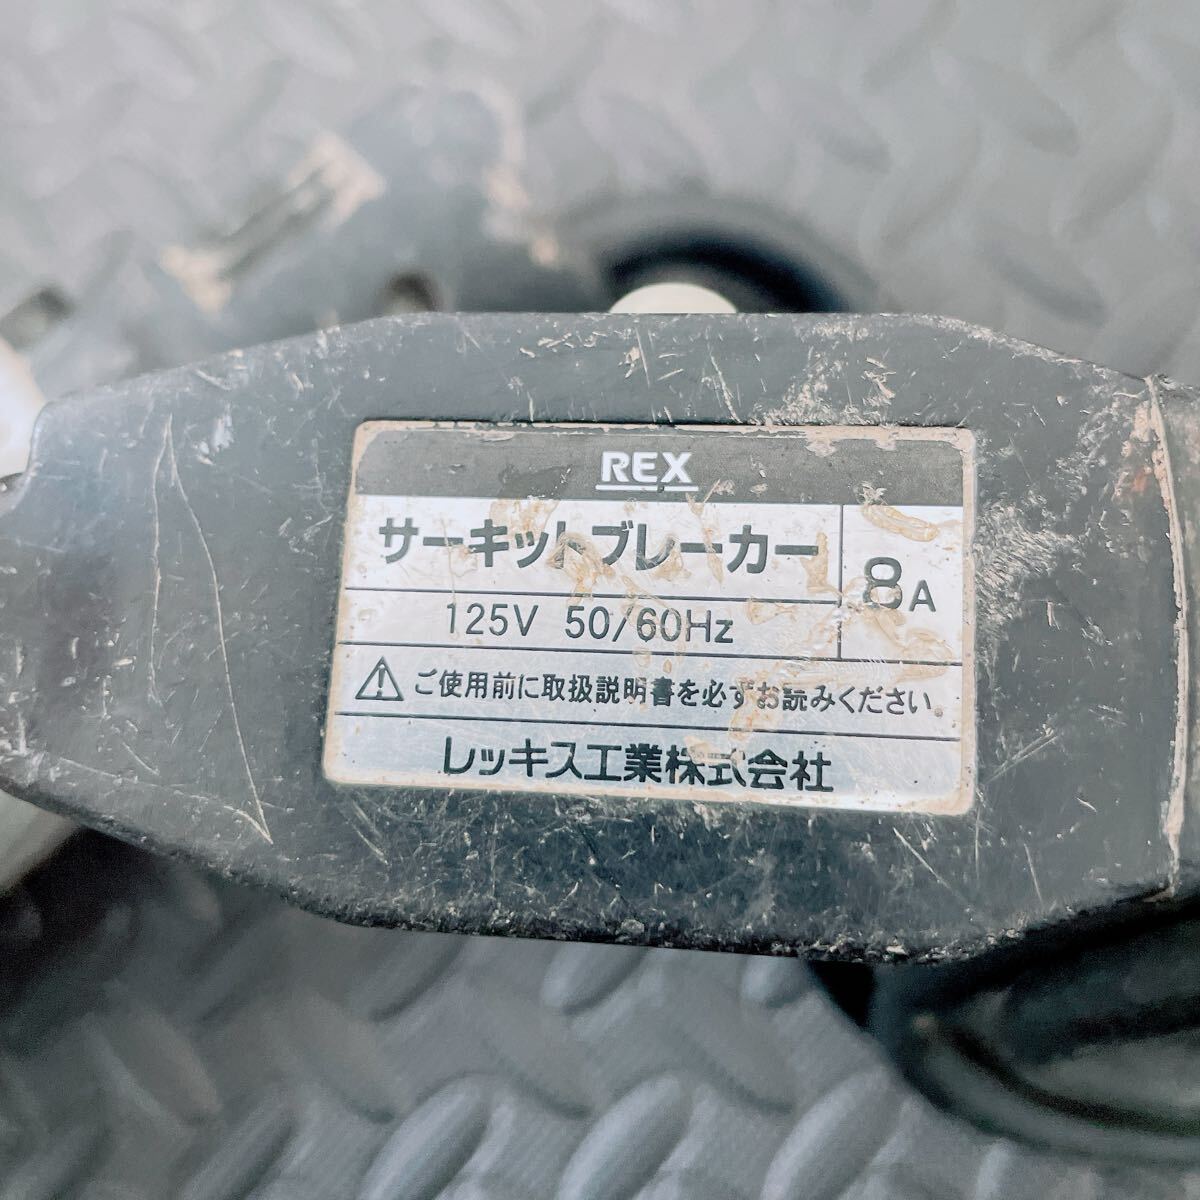 REX
サーキットブレーカー
8A
125V 50/60Hz
ご使用前に取扱説明書を必ずお読みください。
レッキス工業株式会社